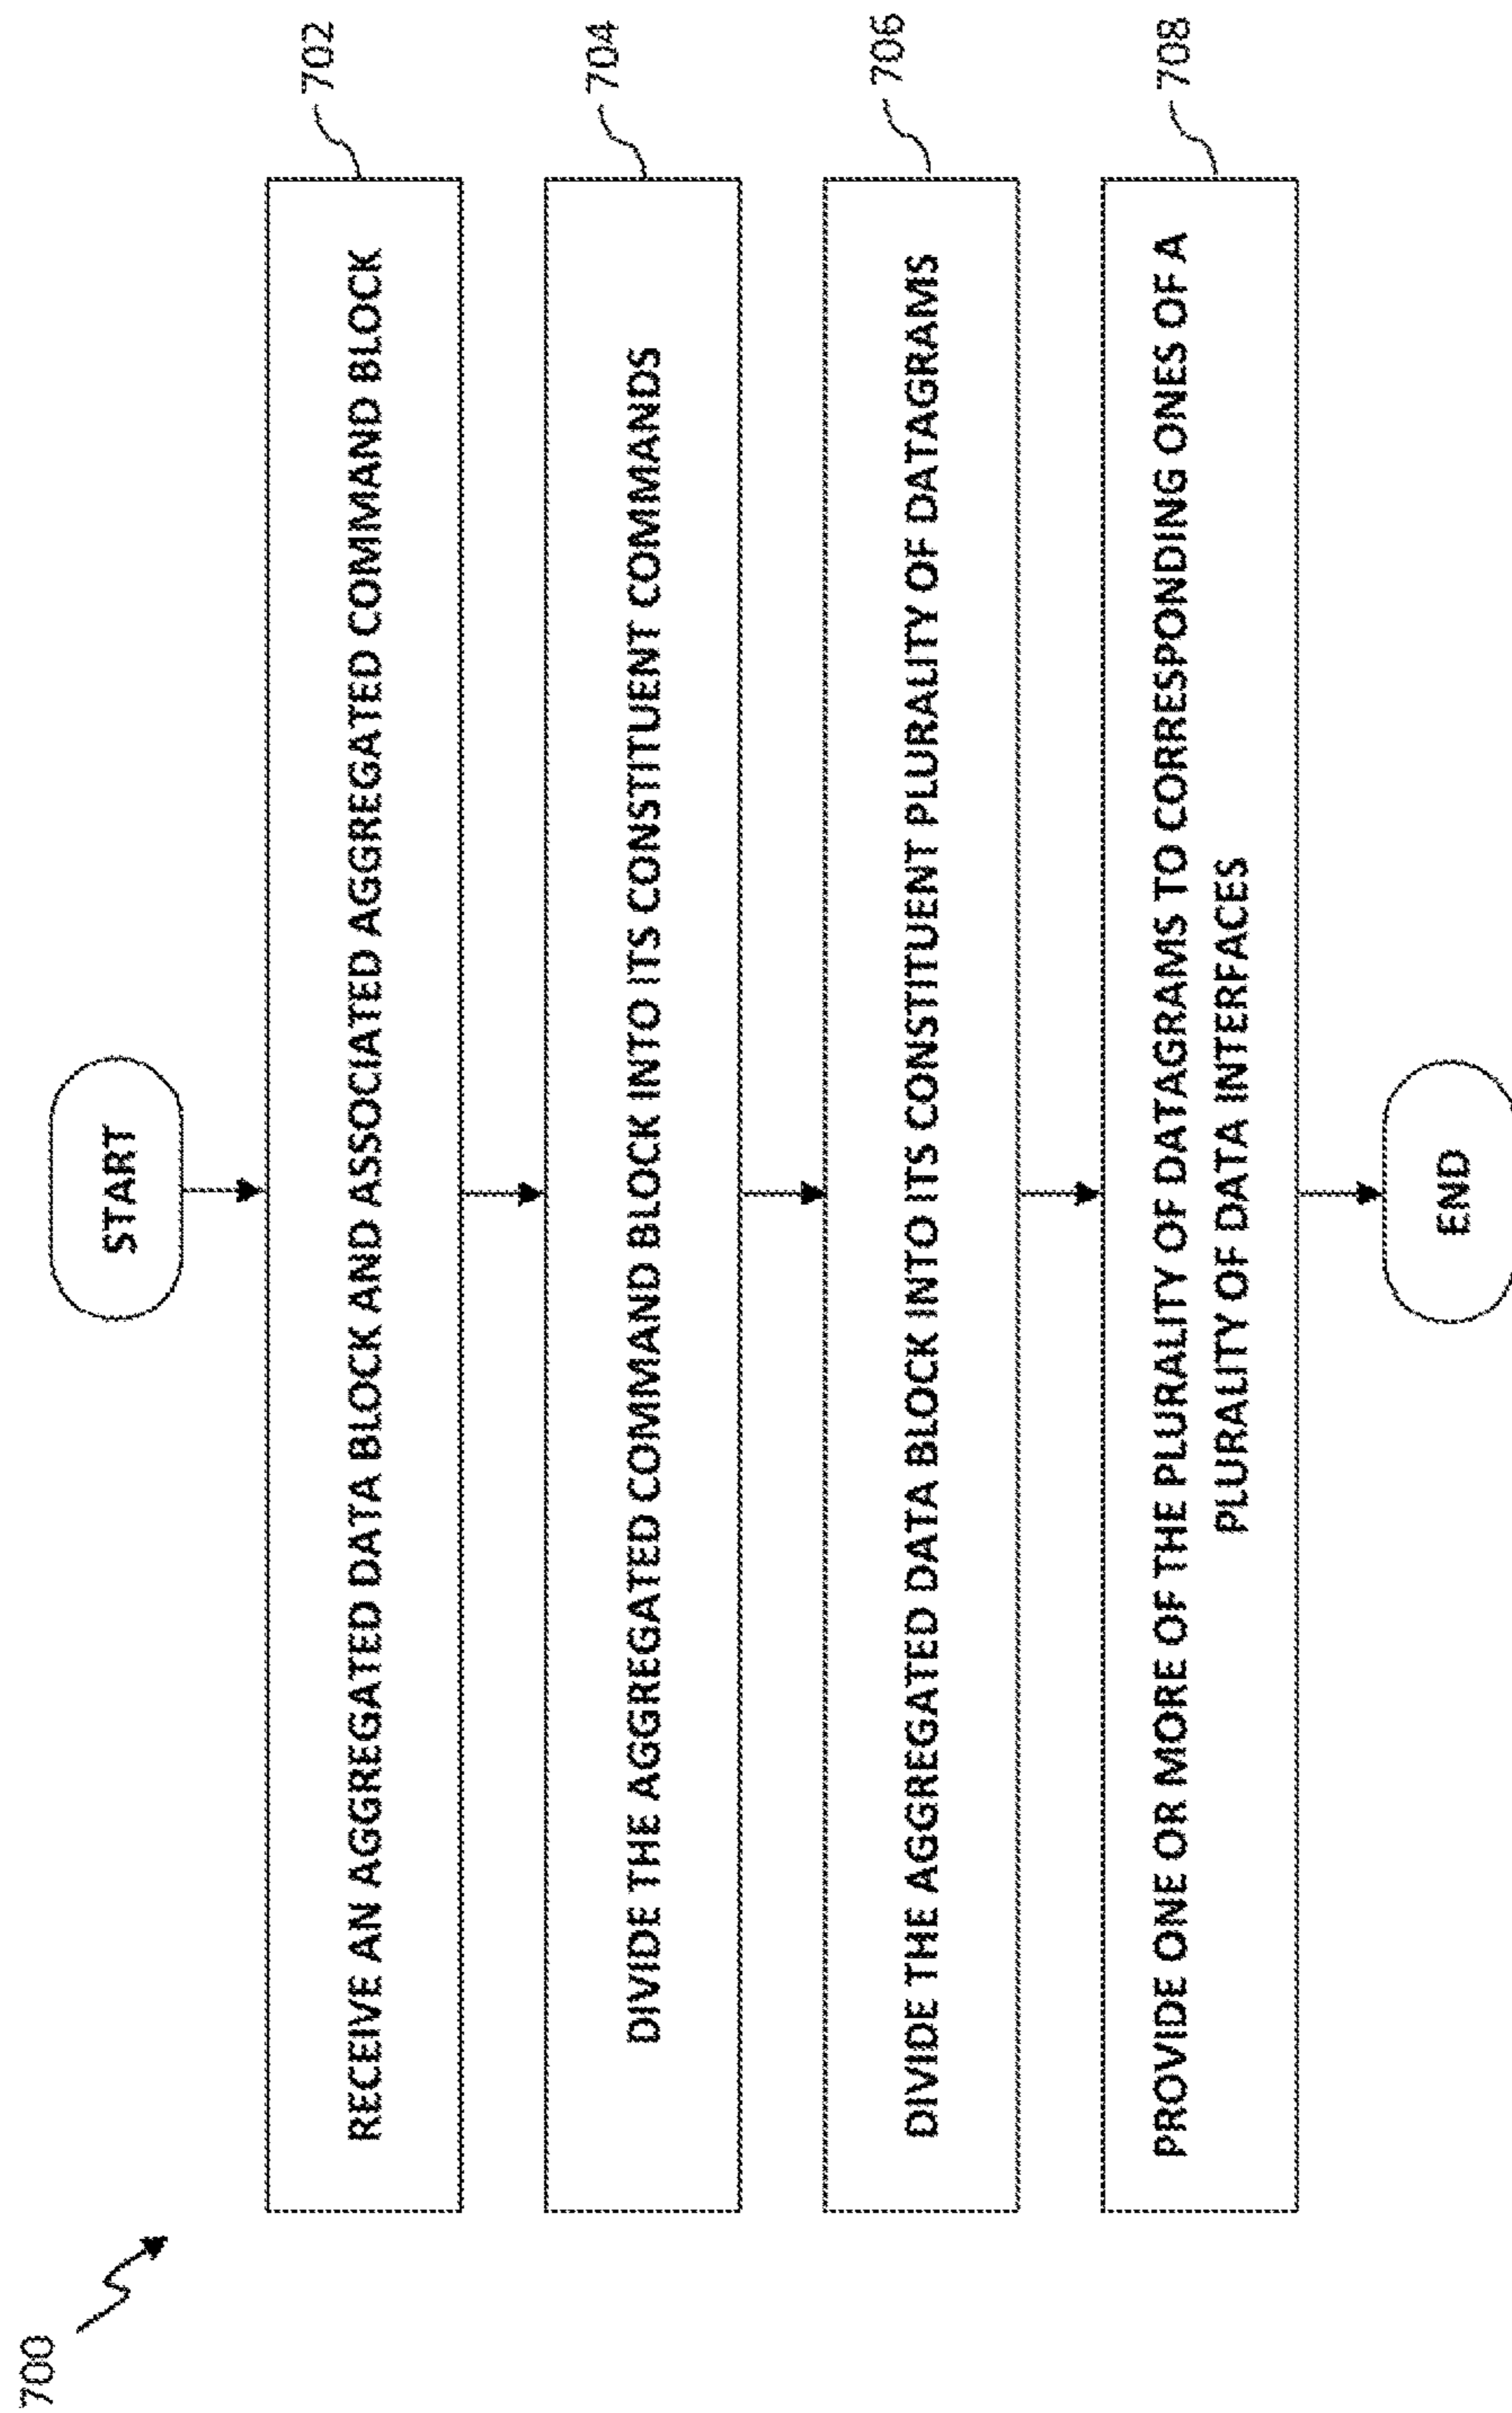 700
START
RECEIVE AN AGGREGATED DATA BLOCK AND ASSOCIATED AGGREGATED COMMAND BLOCK
702
DIVIDE THE AGGREGATED COMMAND BLOCK INTO ITS CONSTITUENT COMMANDS
704
DIVIDE THE AGGREGATED DATA BLOCK INTO ITS CONSTITUENT PLURALITY OF DATAGRAMS
706
PROVIDE ONE OR MORE OF THE PLURALITY OF DATAGRAMS TO CORRESPONDING ONES OF A
PLURALITY OF DATA INTERFACES
708
END